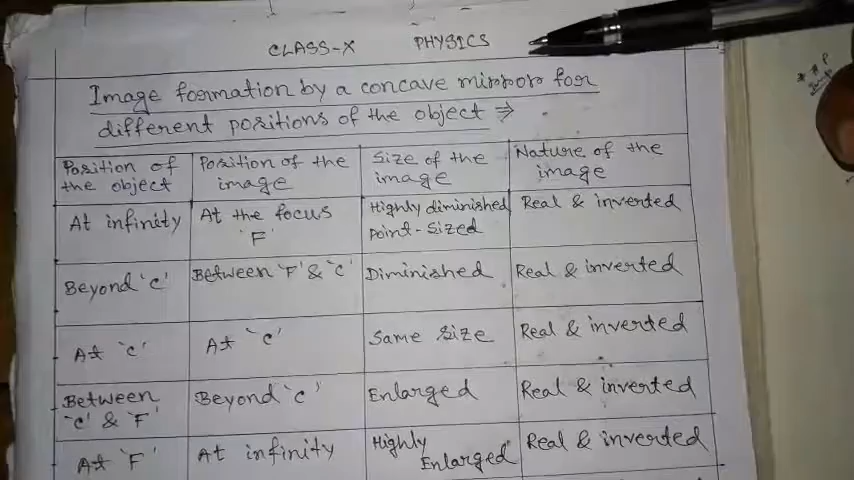 CLASS-X PHYSICS
Image formation by a concave mirror for
different positions of the object ⇒
Position of the object | Position of the image | Size of the image | Nature of the image
At infinity | At the focus 'F' | Highly diminished Point-sized | Real & inverted
Beyond 'C' | Between 'F' & 'C' | Diminished | Real & inverted
At 'C' | At 'C' | Same size | Real & inverted
Between 'C' & 'F' | Beyond 'C' | Enlarged | Real & inverted
At 'F' | At infinity | Highly Enlarged | Real & inverted